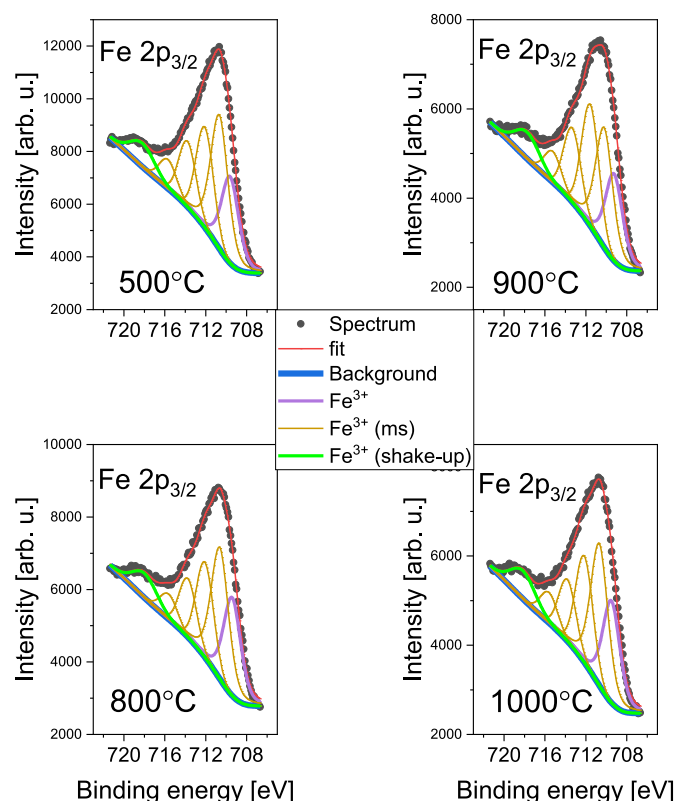 Fe 2p3/2
Intensity [arb. u.]
12000
10000
8000
6000
4000
2000
500°C
720 716 712 708
Fe 2p3/2
Intensity [arb. u.]
8000
6000
4000
2000
900°C
720 716 712 708
Spectrum
fit
Background
Fe³⁺
Fe³⁺ (ms)
Fe³⁺ (shake-up)
Fe 2p3/2
Intensity [arb. u.]
10000
8000
6000
4000
2000
800°C
720 716 712 708
Binding energy [eV]
Fe 2p3/2
Intensity [arb. u.]
8000
6000
4000
2000
1000°C
720 716 712 708
Binding energy [eV]